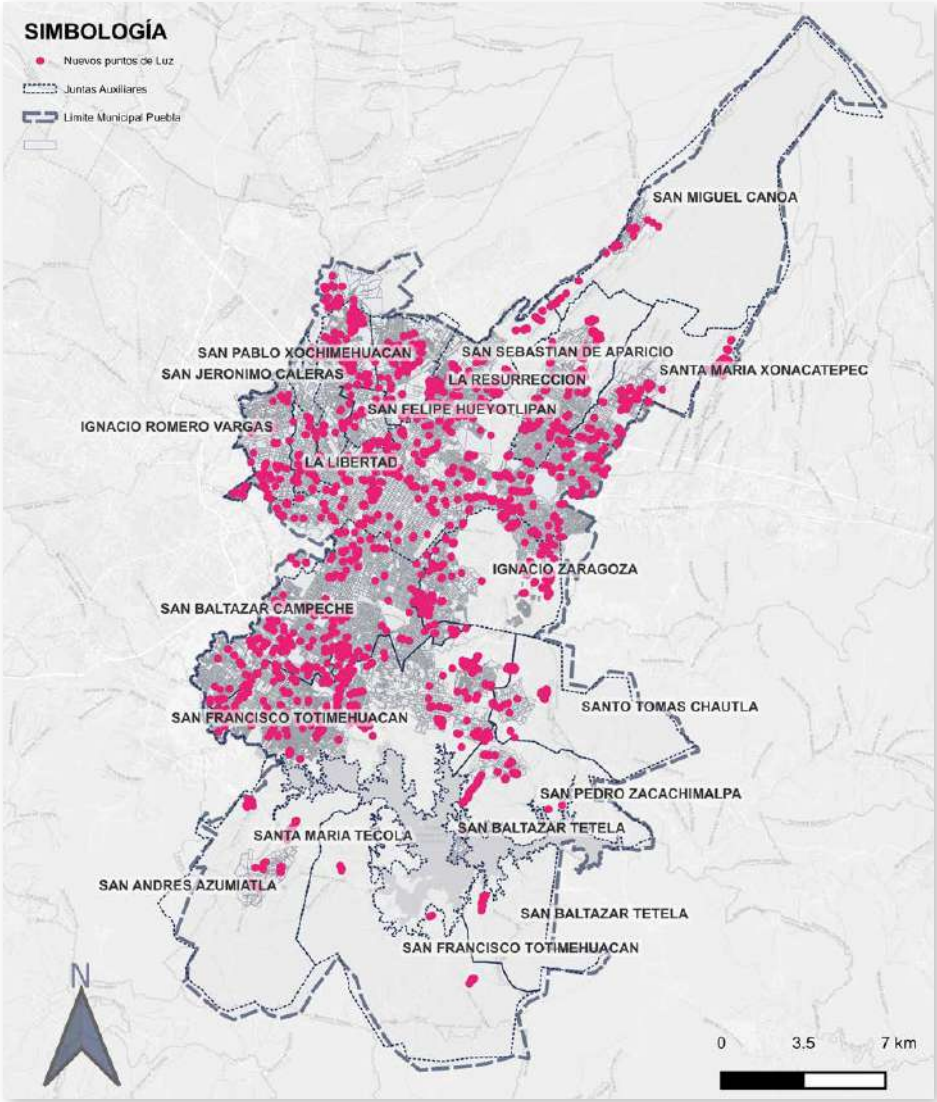 SIMBOLOGÍA
Nuevos puntos de Luz
Juntas Auxiliares
Límite Municipal Puebla
SAN MIGUEL CANOA
SAN PABLO XOCHIMEHUACAN
SAN SEBASTIAN DE APARICIO
SAN JERONIMO CALERAS
LA RESURRECCION
SANTA MARIA XONACATEPEC
SAN FELIPE HUEYOTLIPAN
IGNACIO ROMERO VARGAS
LA LIBERTAD
IGNACIO ZARAGOZA
SAN BALTAZAR CAMPECHE
SANTO TOMAS CHAUTLA
SAN FRANCISCO TOTIMEHUACAN
SAN PEDRO ZACACHIMALPA
SANTA MARIA TECOLA
SAN BALTAZAR TETELA
SAN ANDRES AZUMIATLA
SAN BALTAZAR TETELA
SAN FRANCISCO TOTIMEHUACAN
N
0 3.5 7 km